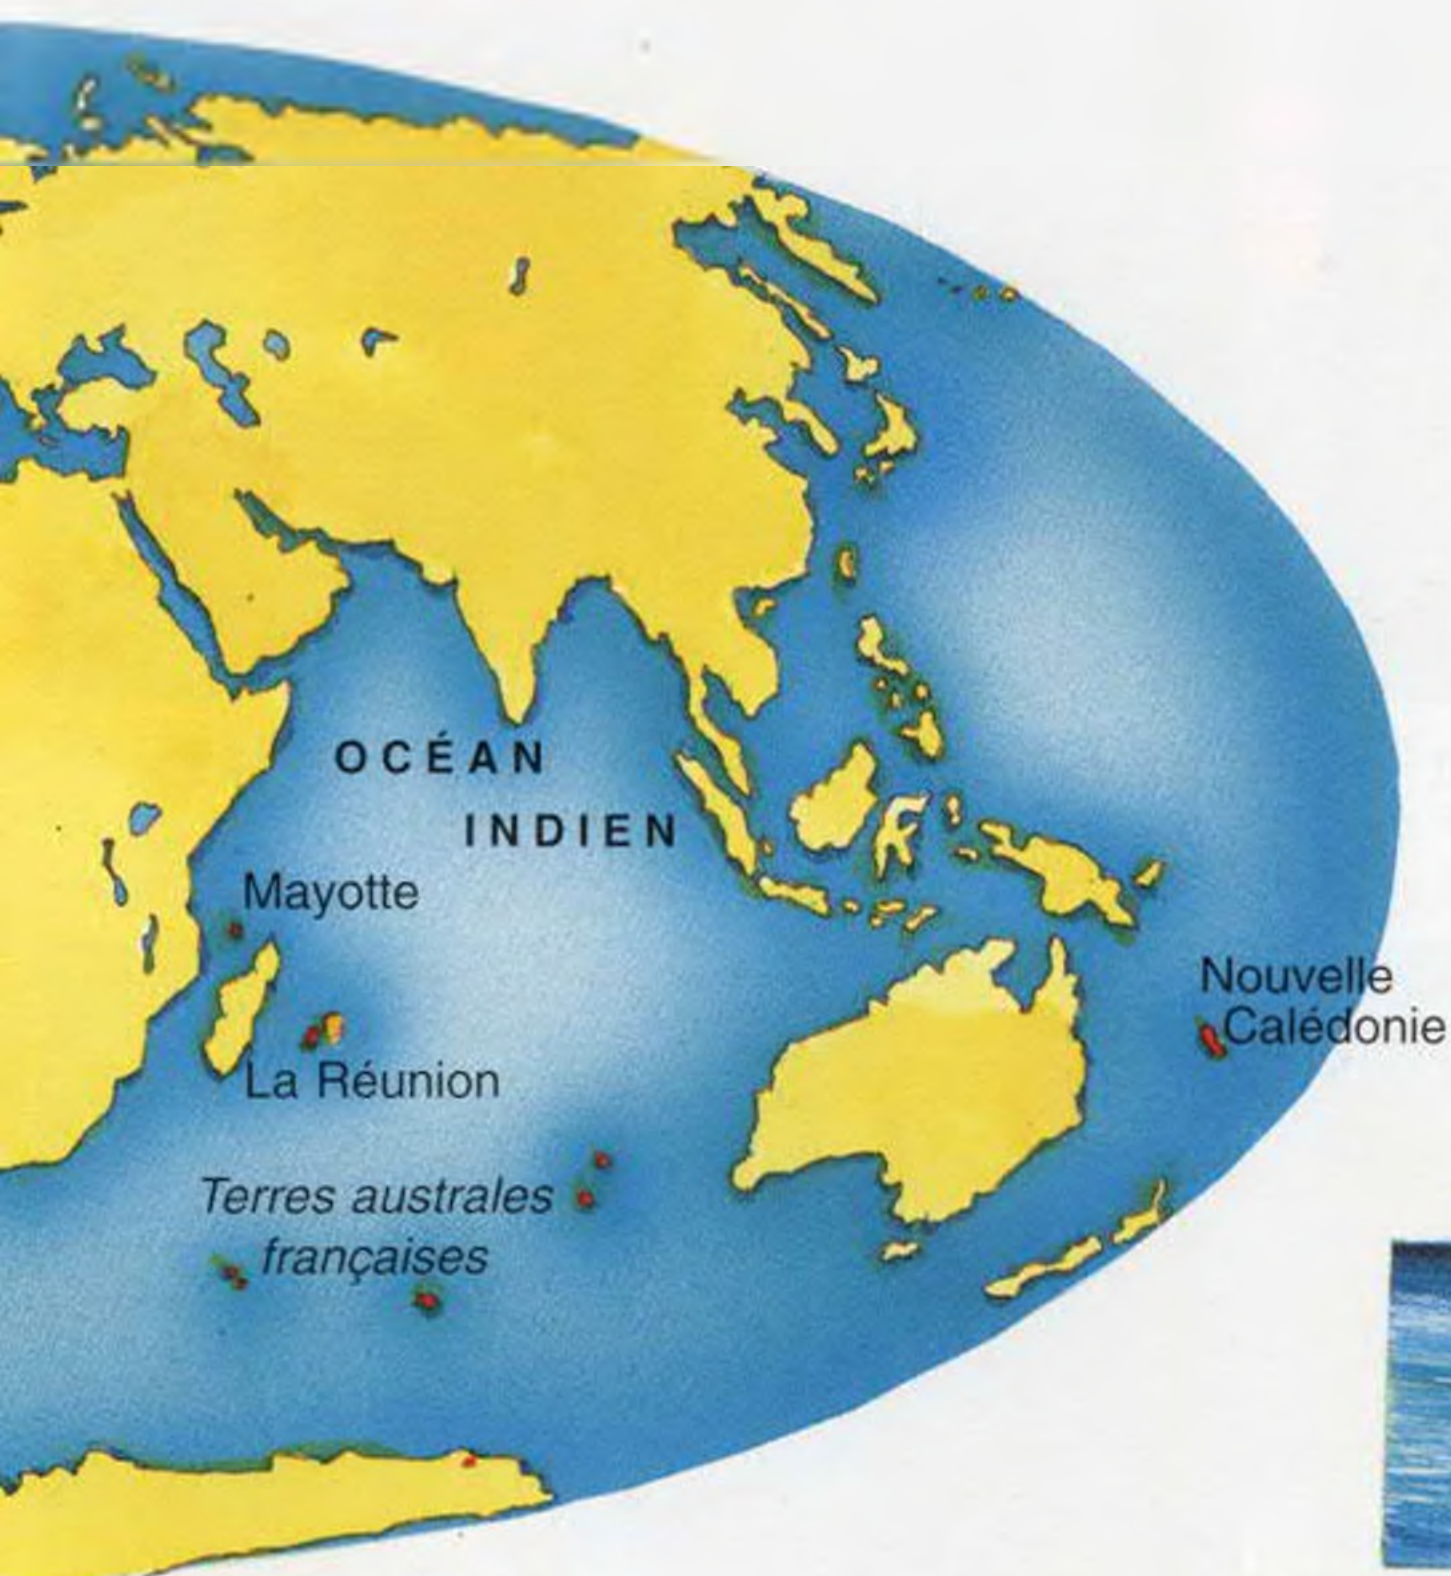 OCÉAN
INDIEN
Mayotte
La Réunion
Nouvelle
Calédonie
Terres australes
françaises